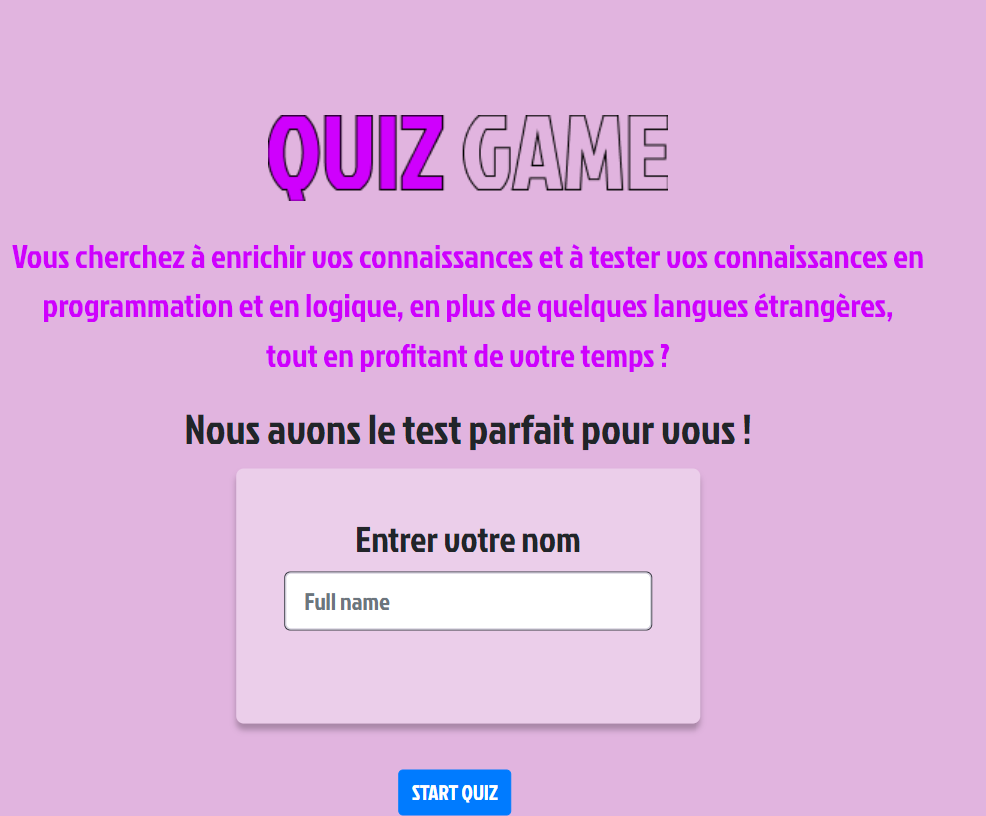 QUIZ GAME
Vous cherchez à enrichir vos connaissances et à tester vos connaissances en
programmation et en logique, en plus de quelques langues étrangères,
tout en profitant de votre temps ?
Nous avons le test parfait pour vous !
Entrer votre nom
Full name
START QUIZ